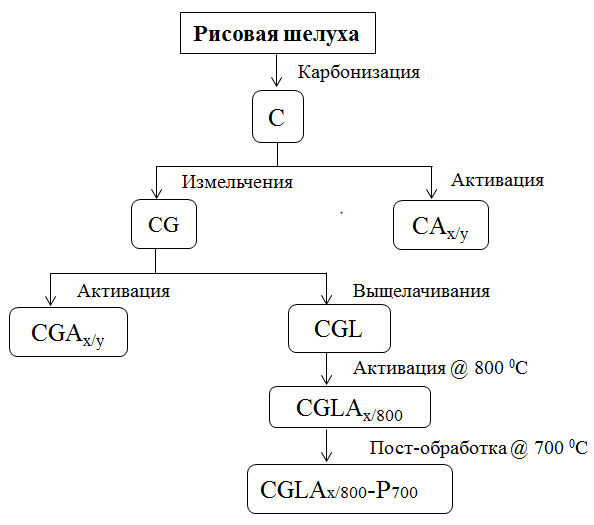 Рисовая шелуха
Карбонизация
C
Измельчения
Активация
CG
CAx/y
Активация
Выщелачивания
CGAx/y
CGL
Активация @ 800 ⁰C
CGLAx/800
Пост-обработка @ 700 ⁰C
CGLAx/800-P700